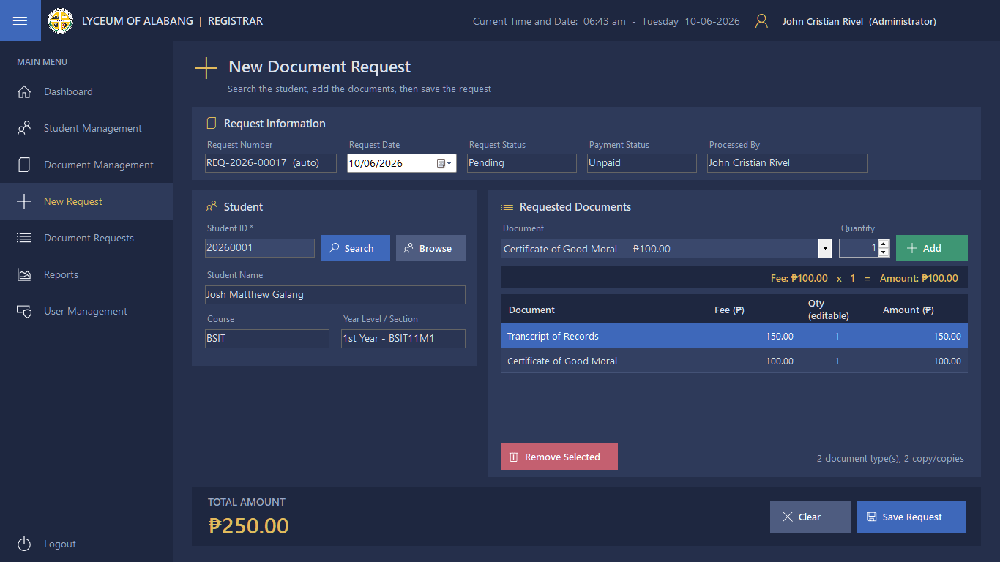 LYCEUM OF ALABANG | REGISTRAR
Current Time and Date: 06:43 am - Tuesday 10-06-2026
John Cristian Rivel (Administrator)
MAIN MENU
Dashboard
Student Management
Document Management
New Request
Document Requests
Reports
User Management
Logout
New Document Request
Search the student, add the documents, then save the request
Request Information
Request Number
REQ-2026-00017 (auto)
Request Date
10/06/2026
Request Status
Pending
Payment Status
Unpaid
Processed By
John Cristian Rivel
Student
Student ID *
20260001
Search
Browse
Student Name
Josh Matthew Galang
Course
BSIT
Year Level / Section
1st Year - BSIT11M1
Requested Documents
Document
Certificate of Good Moral - ₱100.00
Quantity
1
Add
Fee: ₱100.00 x 1 = Amount: ₱100.00
Document Fee (₱) Qty (editable) Amount (₱)
Transcript of Records 150.00 1 150.00
Certificate of Good Moral 100.00 1 100.00
Remove Selected
2 document type(s), 2 copy/copies
TOTAL AMOUNT
₱250.00
Clear
Save Request